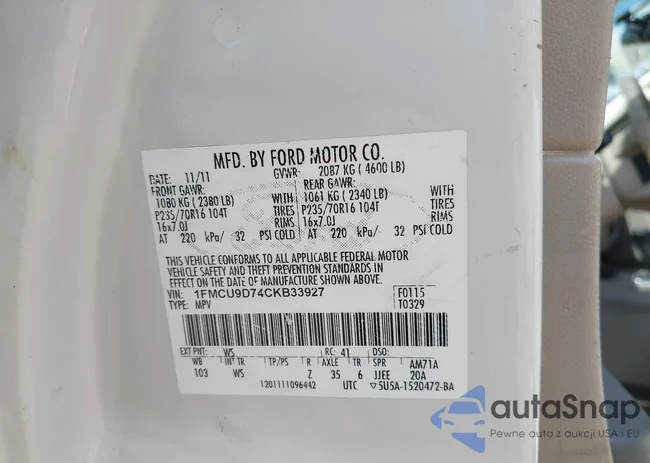 MFD. BY FORD MOTOR CO.
DATE: 11/11 GVWR: 2087 KG ( 4600 LB)
FRONT GAWR: REAR GAWR:
1080 KG ( 2380 LB) WITH 1061 KG ( 2340 LB) WITH
P235/70R16 104T TIRES P235/70R16 104T TIRES
16x7.0J RIMS 16x7.0J RIMS
AT 220 kPa/ 32 PSI COLD AT 220 kPa/- 32 PSI COLD
THIS VEHICLE CONFORMS TO ALL APPLICABLE FEDERAL MOTOR
VEHICLE SAFETY AND THEFT PREVENTION STANDARDS IN
EFFECT ON THE DATE OF MANUFACTURE SHOWN ABOVE.
VIN: 1FMCU9D74CKB33927 F0115
TYPE: MPV T0329
EXT PNT: WS RC: 41 DSO:
WB INT TR TP/PS R AXLE TR SPR AM71A
103 WS Z 35 6 JJEE 20A
1201111096442 UTC 5U5A-1520472-BA
autaSnap
Pewne auta z aukcji USA i EU